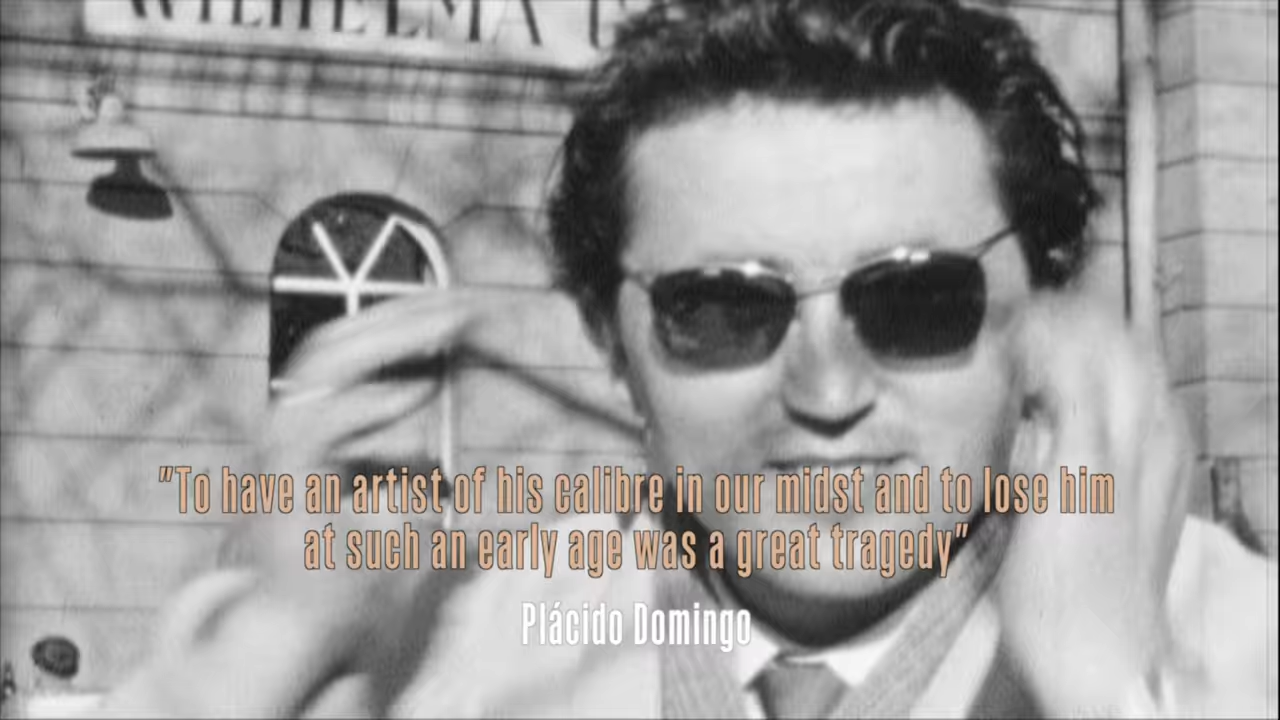 WILHELMA
"To have an artist of his calibre in our midst and to lose him
at such an early age was a great tragedy"
Plácido Domingo